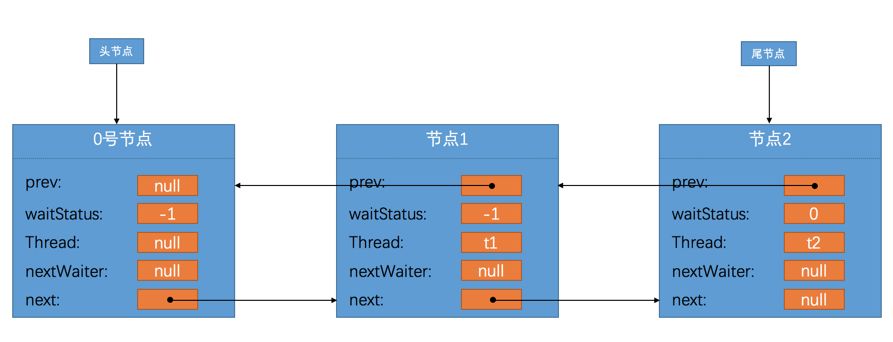 头节点
尾节点
0号节点
prev: null
waitStatus: -1
Thread: null
nextWaiter: null
next:
节点1
prev:
waitStatus: -1
Thread: t1
nextWaiter: null
next:
节点2
prev:
waitStatus: 0
Thread: t2
nextWaiter: null
next: null